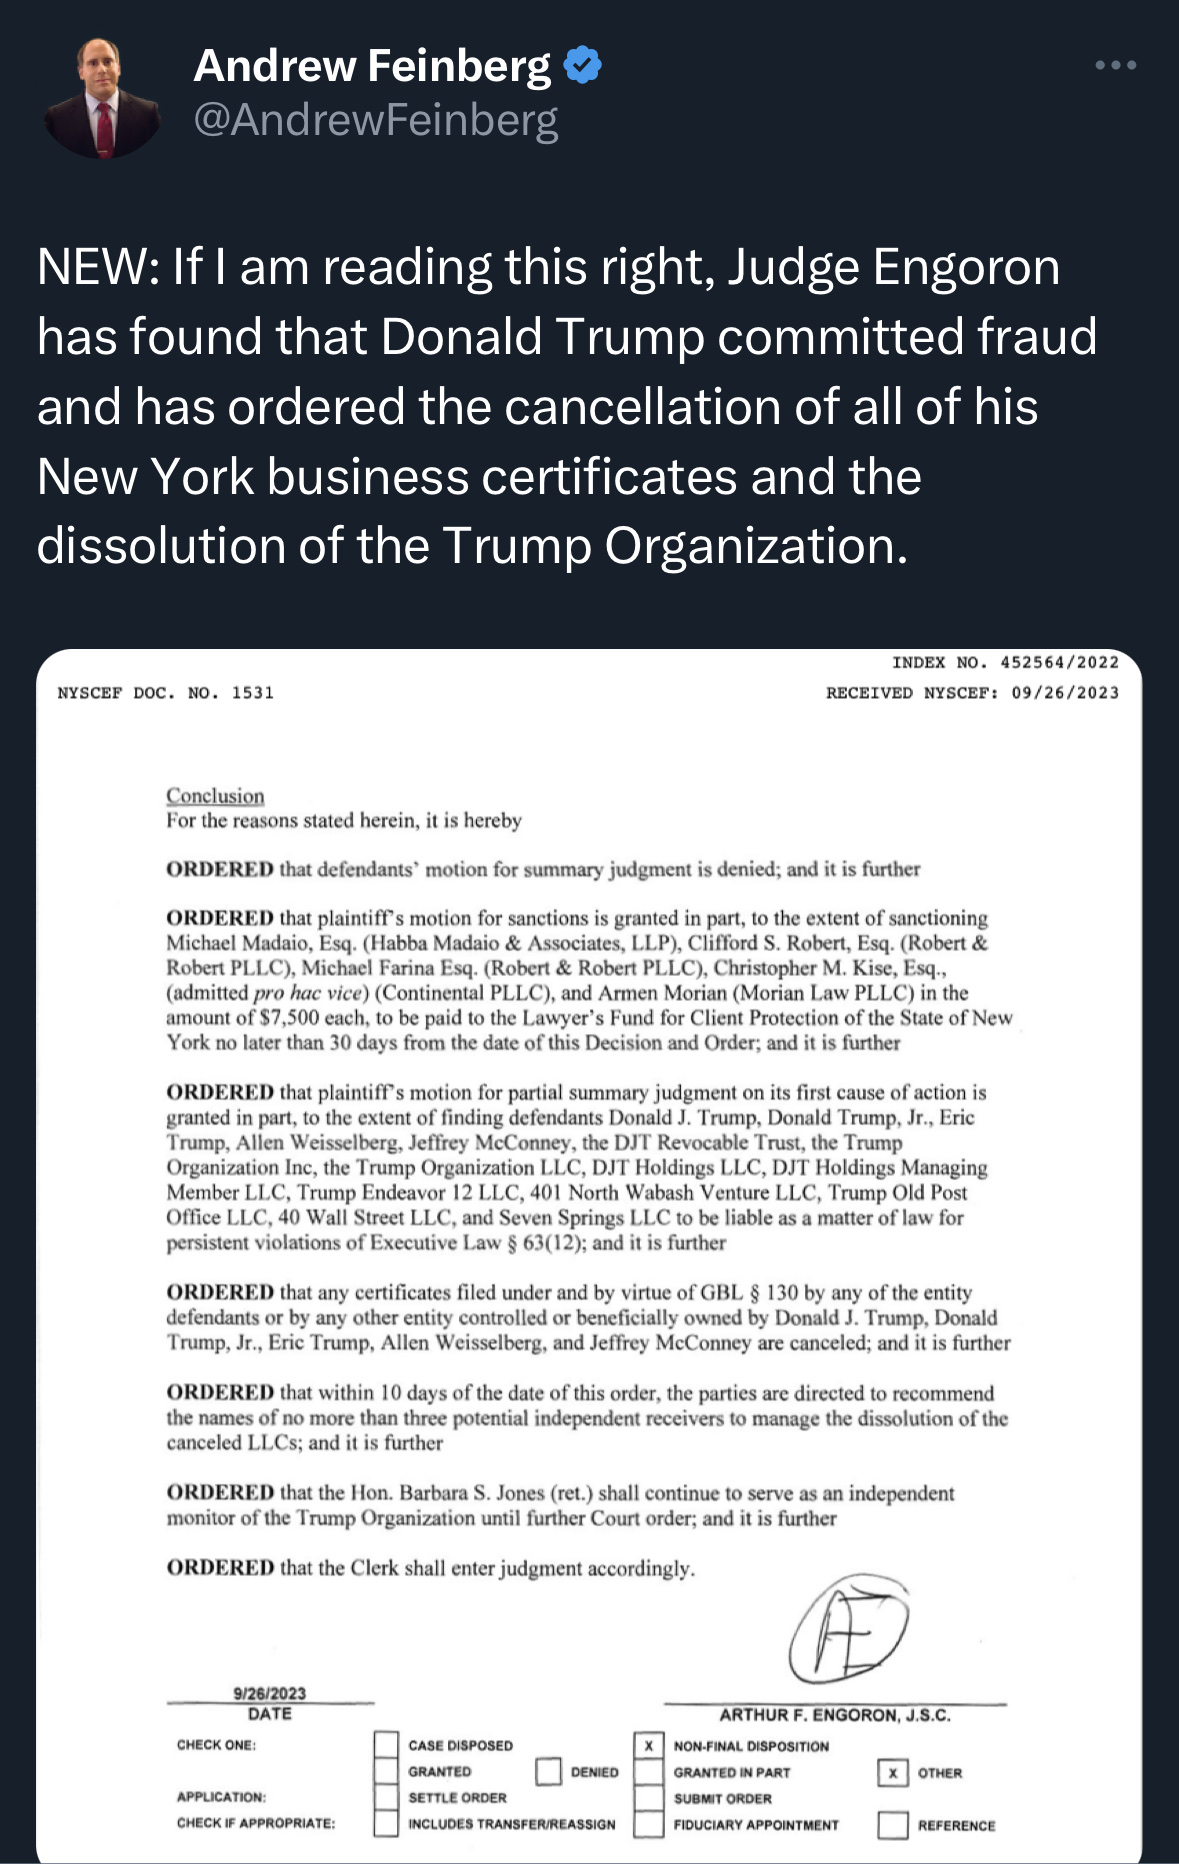 Andrew Feinberg
@AndrewFeinberg
NEW: If I am reading this right, Judge Engoron
has found that Donald Trump committed fraud
and has ordered the cancellation of all of his
New York business certificates and the
dissolution of the Trump Organization.
INDEX NO. 452564/2022
NYSCEF DOC. NO. 1531
RECEIVED NYSCEF: 09/26/2023
Conclusion
For the reasons stated herein, it is hereby
ORDERED that defendants' motion for summary judgment is denied; and it is further
ORDERED that plaintiff's motion for sanctions is granted in part, to the extent of sanctioning
Michael Madaio, Esq. (Habba Madaio & Associates, LLP), Clifford S. Robert, Esq. (Robert &
Robert PLLC), Michael Farina Esq. (Robert & Robert PLLC), Christopher M. Kise, Esq.,
(admitted pro hac vice) (Continental PLLC), and Armen Morian (Morian Law PLLC) in the
amount of $7,500 each, to be paid to the Lawyer's Fund for Client Protection of the State of New
York no later than 30 days from the date of this Decision and Order; and it is further
ORDERED that plaintiff's motion for partial summary judgment on its first cause of action is
granted in part, to the extent of finding defendants Donald J. Trump, Donald Trump, Jr., Eric
Trump, Allen Weisselberg, Jeffrey McConney, the DJT Revocable Trust, the Trump
Organization Inc, the Trump Organization LLC, DJT Holdings LLC, DJT Holdings Managing
Member LLC, Trump Endeavor 12 LLC, 401 North Wabash Venture LLC, Trump Old Post
Office LLC, 40 Wall Street LLC, and Seven Springs LLC to be liable as a matter of law for
persistent violations of Executive Law § 63(12); and it is further
ORDERED that any certificates filed under and by virtue of GBL § 130 by any of the entity
defendants or by any other entity controlled or beneficially owned by Donald J. Trump, Donald
Trump, Jr., Eric Trump, Allen Weisselberg, and Jeffrey McConney are canceled; and it is further
ORDERED that within 10 days of the date of this order, the parties are directed to recommend
the names of no more than three potential independent receivers to manage the dissolution of the
canceled LLCs; and it is further
ORDERED that the Hon. Barbara S. Jones (ret.) shall continue to serve as an independent
monitor of the Trump Organization until further Court order; and it is further
ORDERED that the Clerk shall enter judgment accordingly.
AE
9/26/2023
DATE
ARTHUR F. ENGORON, J.S.C.
CHECK ONE: CASE DISPOSED X NON-FINAL DISPOSITION
GRANTED DENIED GRANTED IN PART X OTHER
APPLICATION: SETTLE ORDER SUBMIT ORDER
CHECK IF APPROPRIATE: INCLUDES TRANSFER/REASSIGN FIDUCIARY APPOINTMENT REFERENCE